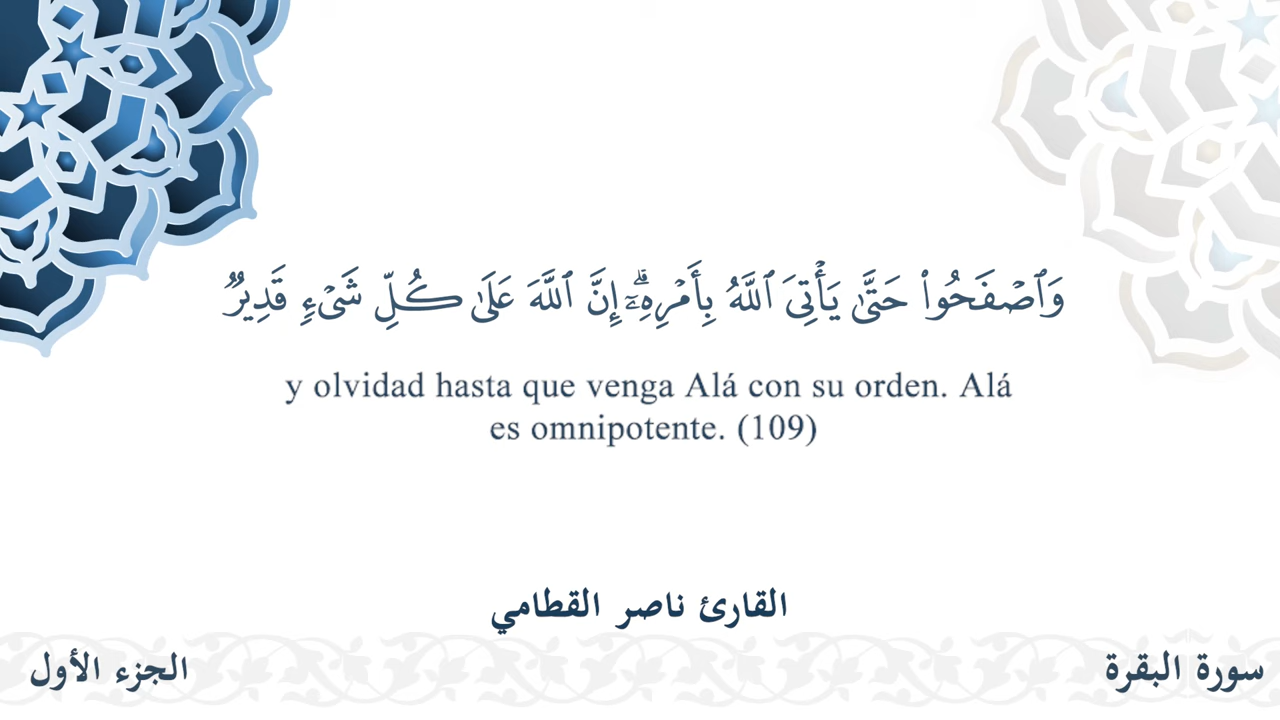 وَٱصۡفَحُواْ حَتَّىٰ يَأۡتِيَ ٱللَّهُ بِأَمۡرِهِۦٓۗ إِنَّ ٱللَّهَ عَلَىٰ كُلِّ شَيۡءٖ قَدِيرٞ
y olvidad hasta que venga Alá con su orden. Alá
es omnipotente. (109)
القارئ ناصر القطامي
سورة البقرة
الجزء الأول